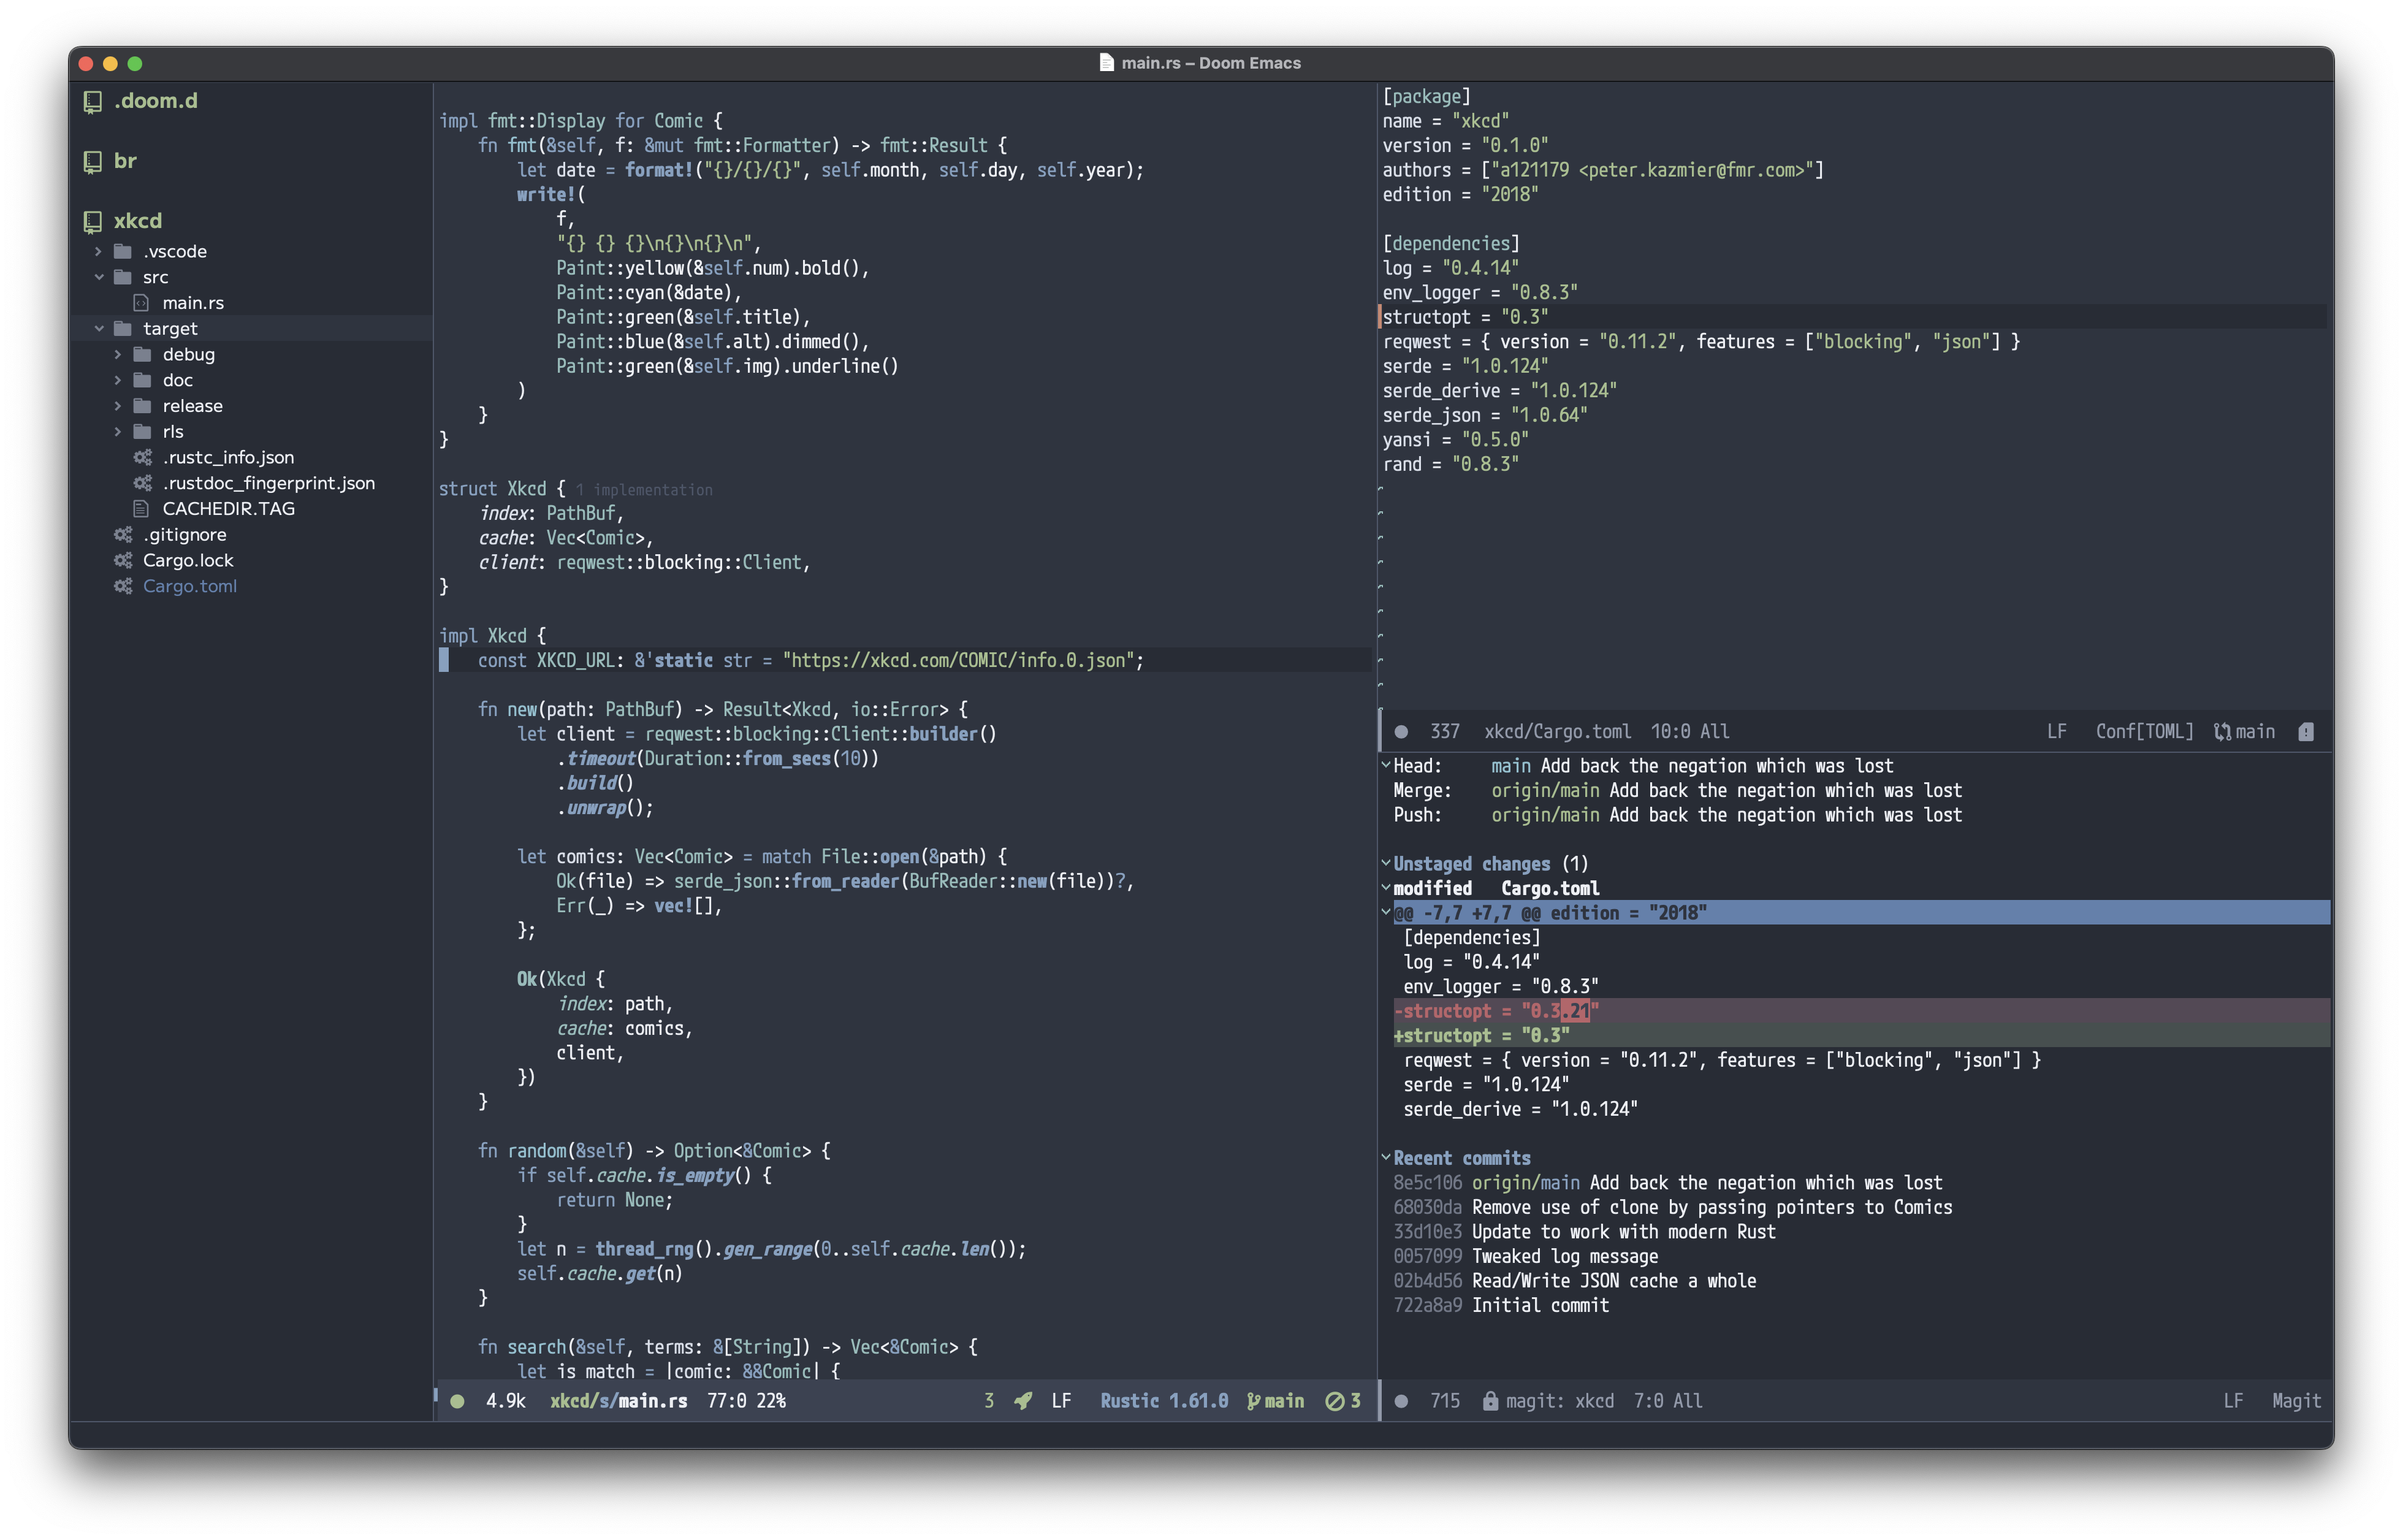 main.rs – Doom Emacs
.doom.d
br
xkcd
.vscode
src
main.rs
target
debug
doc
release
rls
.rustc_info.json
.rustdoc_fingerprint.json
CACHEDIR.TAG
.gitignore
Cargo.lock
Cargo.toml
impl fmt::Display for Comic {
    fn fmt(&self, f: &mut fmt::Formatter) -> fmt::Result {
        let date = format!("{}/{}/{}", self.month, self.day, self.year);
        write!(
            f,
            "{} {} {}\n{}\n{}\n",
            Paint::yellow(&self.num).bold(),
            Paint::cyan(&date),
            Paint::green(&self.title),
            Paint::blue(&self.alt).dimmed(),
            Paint::green(&self.img).underline()
        )
    }
}
struct Xkcd { 1 implementation
    index: PathBuf,
    cache: Vec<Comic>,
    client: reqwest::blocking::Client,
}
impl Xkcd {
    const XKCD_URL: &'static str = "https://xkcd.com/COMIC/info.0.json";
    fn new(path: PathBuf) -> Result<Xkcd, io::Error> {
        let client = reqwest::blocking::Client::builder()
            .timeout(Duration::from_secs(10))
            .build()
            .unwrap();
        let comics: Vec<Comic> = match File::open(&path) {
            Ok(file) => serde_json::from_reader(BufReader::new(file))?,
            Err(_) => vec![],
        };
        Ok(Xkcd {
            index: path,
            cache: comics,
            client,
        })
    }
    fn random(&self) -> Option<&Comic> {
        if self.cache.is_empty() {
            return None;
        }
        let n = thread_rng().gen_range(0..self.cache.len());
        self.cache.get(n)
    }
    fn search(&self, terms: &[String]) -> Vec<&Comic> {
        let is_match = |comic: &&Comic| {
4.9k xkcd/s/main.rs 77:0 22% 3 LF Rustic 1.61.0 main 3
[package]
name = "xkcd"
version = "0.1.0"
authors = ["a121179 <peter.kazmier@fmr.com>"]
edition = "2018"
[dependencies]
log = "0.4.14"
env_logger = "0.8.3"
structopt = "0.3"
reqwest = { version = "0.11.2", features = ["blocking", "json"] }
serde = "1.0.124"
serde_derive = "1.0.124"
serde_json = "1.0.64"
yansi = "0.5.0"
rand = "0.8.3"
337 xkcd/Cargo.toml 10:0 All LF Conf[TOML] main
Head: main Add back the negation which was lost
Merge: origin/main Add back the negation which was lost
Push: origin/main Add back the negation which was lost
Unstaged changes (1)
modified Cargo.toml
@@ -7,7 +7,7 @@ edition = "2018"
 [dependencies]
 log = "0.4.14"
 env_logger = "0.8.3"
-structopt = "0.3.21"
+structopt = "0.3"
 reqwest = { version = "0.11.2", features = ["blocking", "json"] }
 serde = "1.0.124"
 serde_derive = "1.0.124"
Recent commits
8e5c106 origin/main Add back the negation which was lost
68030da Remove use of clone by passing pointers to Comics
33d10e3 Update to work with modern Rust
0057099 Tweaked log message
02b4d56 Read/Write JSON cache a whole
722a8a9 Initial commit
715 magit: xkcd 7:0 All LF Magit